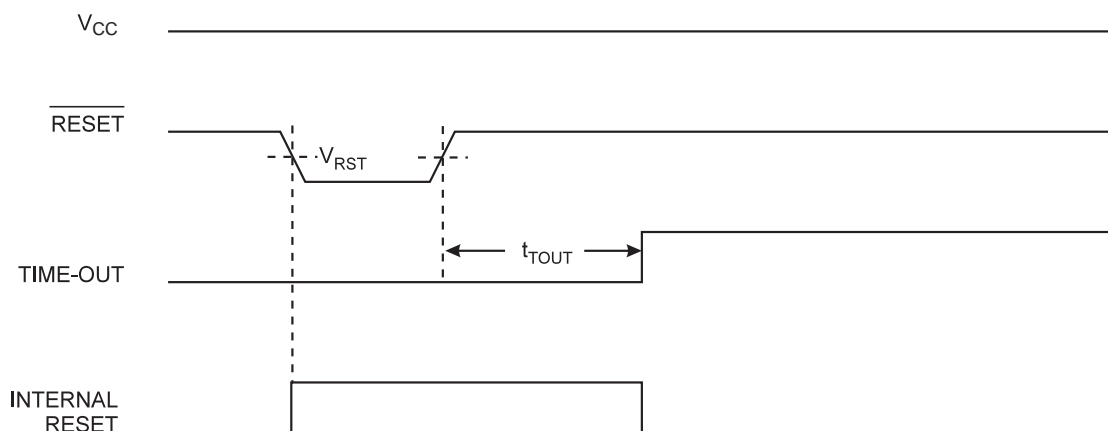 VCC
RESET
VRST
tTOUT
TIME-OUT
INTERNAL
RESET